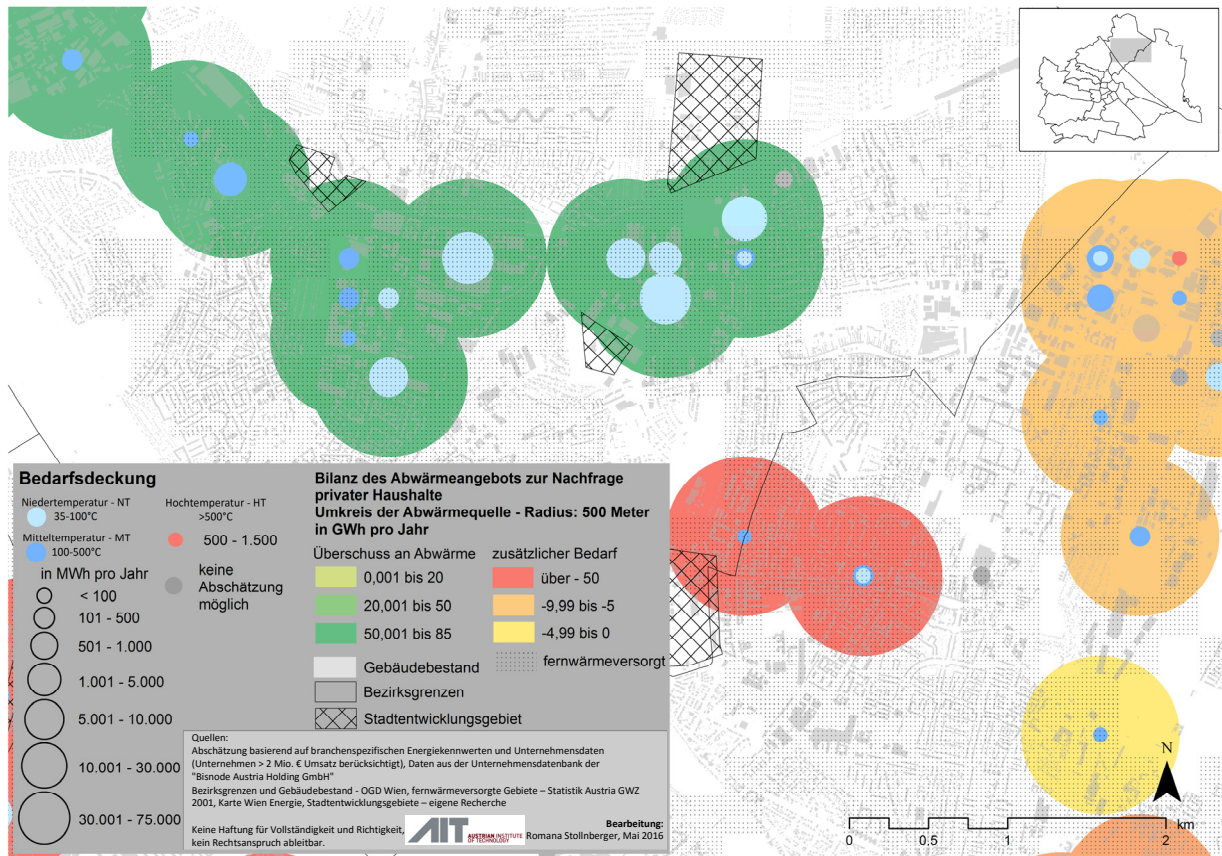 Bedarfsdeckung
Niedertemperatur - NT
35-100°C
Mitteltemperatur - MT
100-500°C
in MWh pro Jahr
< 100
101 - 500
501 - 1.000
1.001 - 5.000
5.001 - 10.000
10.001 - 30.000
30.001 - 75.000
Hochtemperatur - HT
>500°C
500 - 1.500
keine
Abschätzung
möglich
Bilanz des Abwärmeangebots zur Nachfrage
privater Haushalte
Umkreis der Abwärmequelle - Radius: 500 Meter
in GWh pro Jahr
Überschuss an Abwärme
0,001 bis 20
20,001 bis 50
50,001 bis 85
zusätzlicher Bedarf
über - 50
-9,99 bis -5
-4,99 bis 0
fernwärmeversorgt
Gebäudebestand
Bezirksgrenzen
Stadtentwicklungsgebiet
Quellen:
Abschätzung basierend auf branchenspezifischen Energiekennwerten und Unternehmensdaten
(Unternehmen > 2 Mio. € Umsatz berücksichtigt), Daten aus der Unternehmensdatenbank der
"Bisnode Austria Holding GmbH"
Bezirksgrenzen und Gebäudebestand - OGD Wien, fernwärmeversorgte Gebiete – Statistik Austria GWZ
2001, Karte Wien Energie, Stadtentwicklungsgebiete – eigene Recherche
Keine Haftung für Vollständigkeit und Richtigkeit,
kein Rechtsanspruch ableitbar.
AIT AUSTRIAN INSTITUTE
OF TECHNOLOGY
Bearbeitung:
Romana Stollnberger, Mai 2016
N
0 0.5 1 2
km